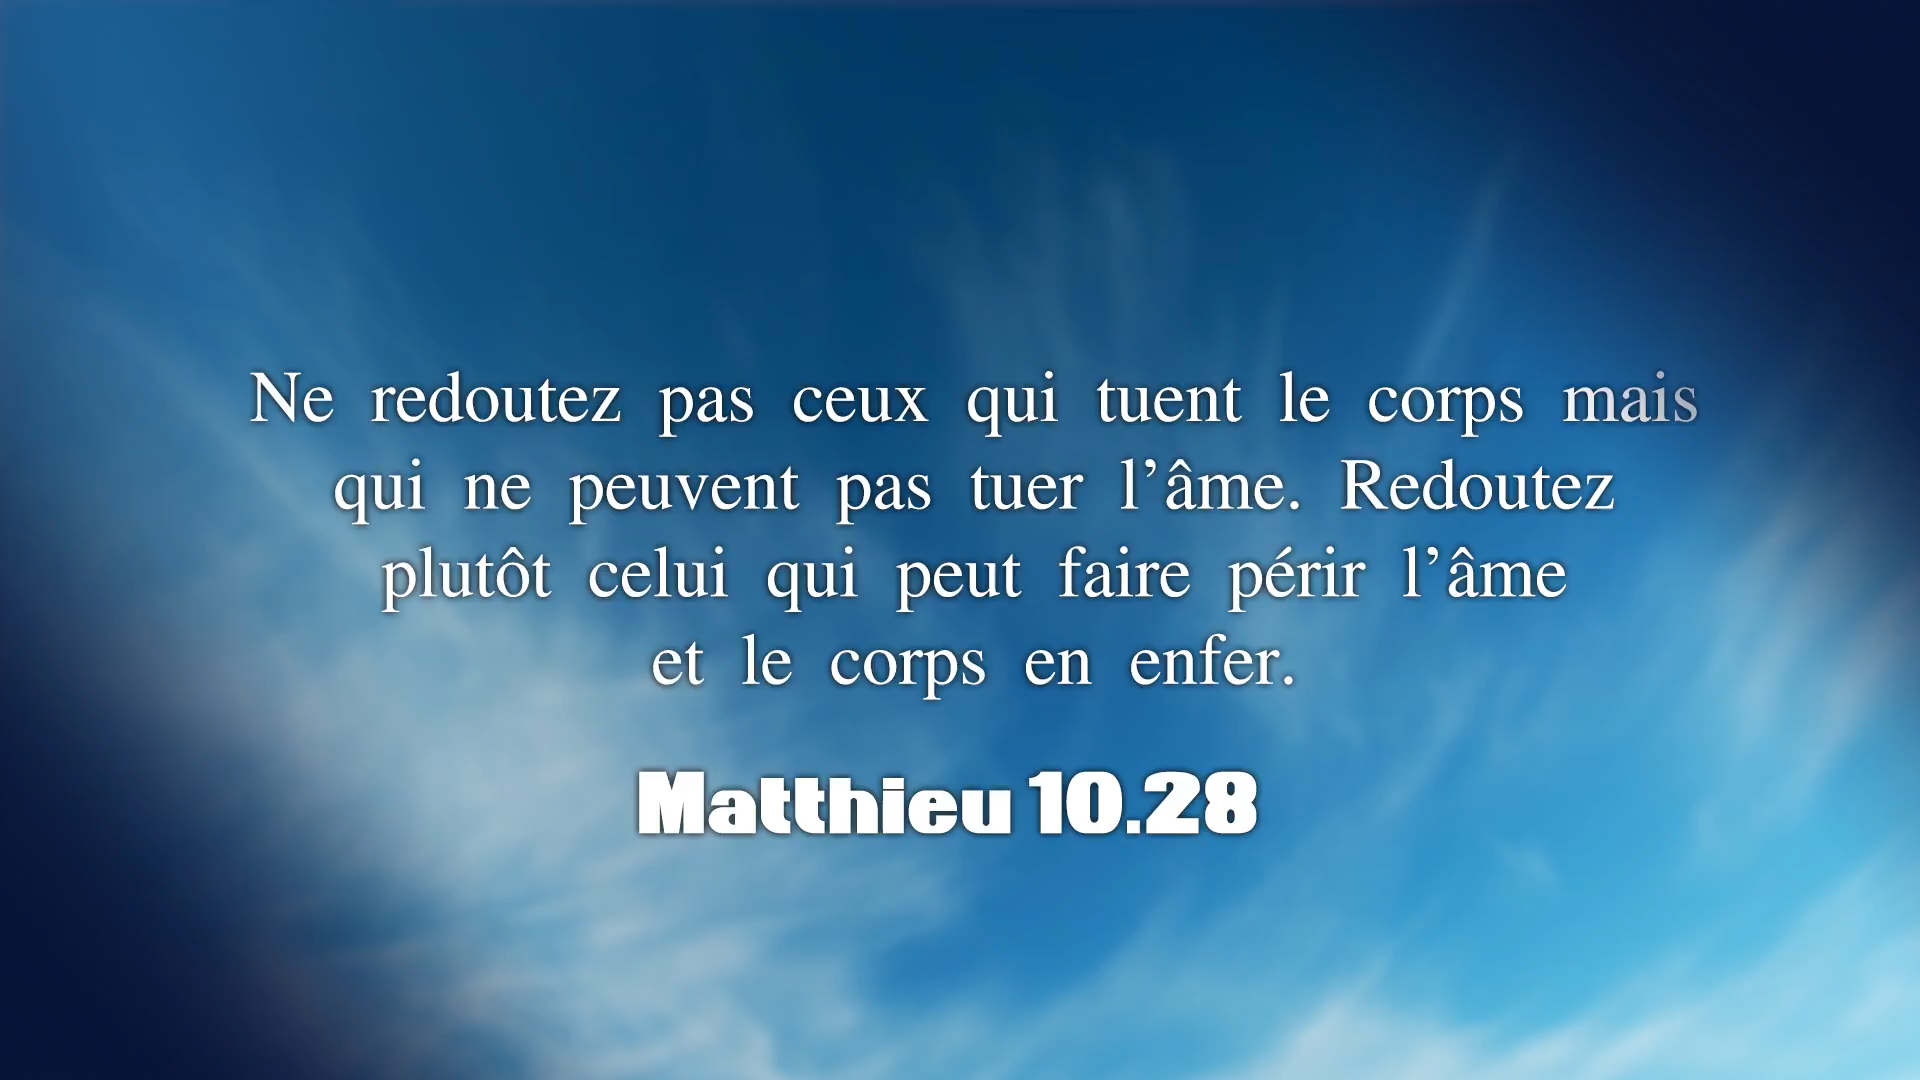 Ne redoutez pas ceux qui tuent le corps mais
qui ne peuvent pas tuer l’âme. Redoutez
plutôt celui qui peut faire périr l’âme
et le corps en enfer.
Matthieu 10.28